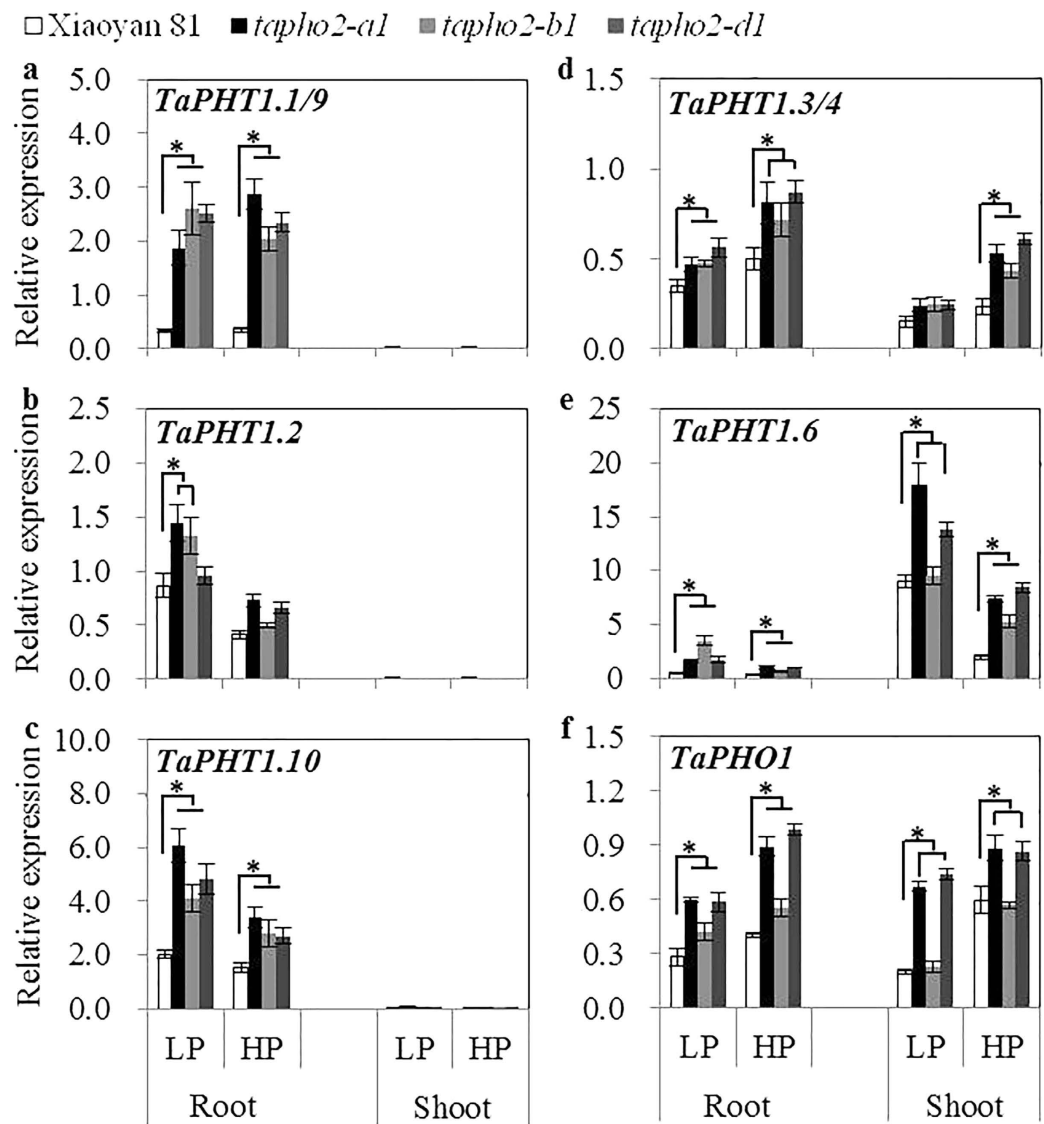 Xiaoyan 81 tapho2-a1 tapho2-b1 tapho2-d1
a
Relative expression
5.0
4.0
3.0
2.0
1.0
0.0
TaPHT1.1/9
*
*
d
1.5
1.0
0.5
0.0
TaPHT1.3/4
*
*
*
b
Relative expression
2.5
2.0
1.5
1.0
0.5
0.0
TaPHT1.2
*
e
25
20
15
10
5
0
TaPHT1.6
*
*
*
*
c
Relative expression
10.0
8.0
6.0
4.0
2.0
0.0
TaPHT1.10
*
*
f
1.5
1.2
0.9
0.6
0.3
0.0
TaPHO1
*
*
*
*
LP HP LP HP
Root Shoot
LP HP LP HP
Root Shoot